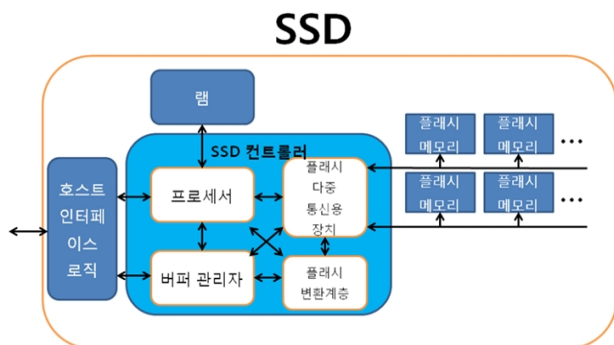 SSD
램
SSD 컨트롤러
호스트
인터페
이스
로직
프로세서
버퍼 관리자
플래시
다중
통신용
장치
플래시
변환계층
플래시
메모리
플래시
메모리
...
플래시
메모리
플래시
메모리
...